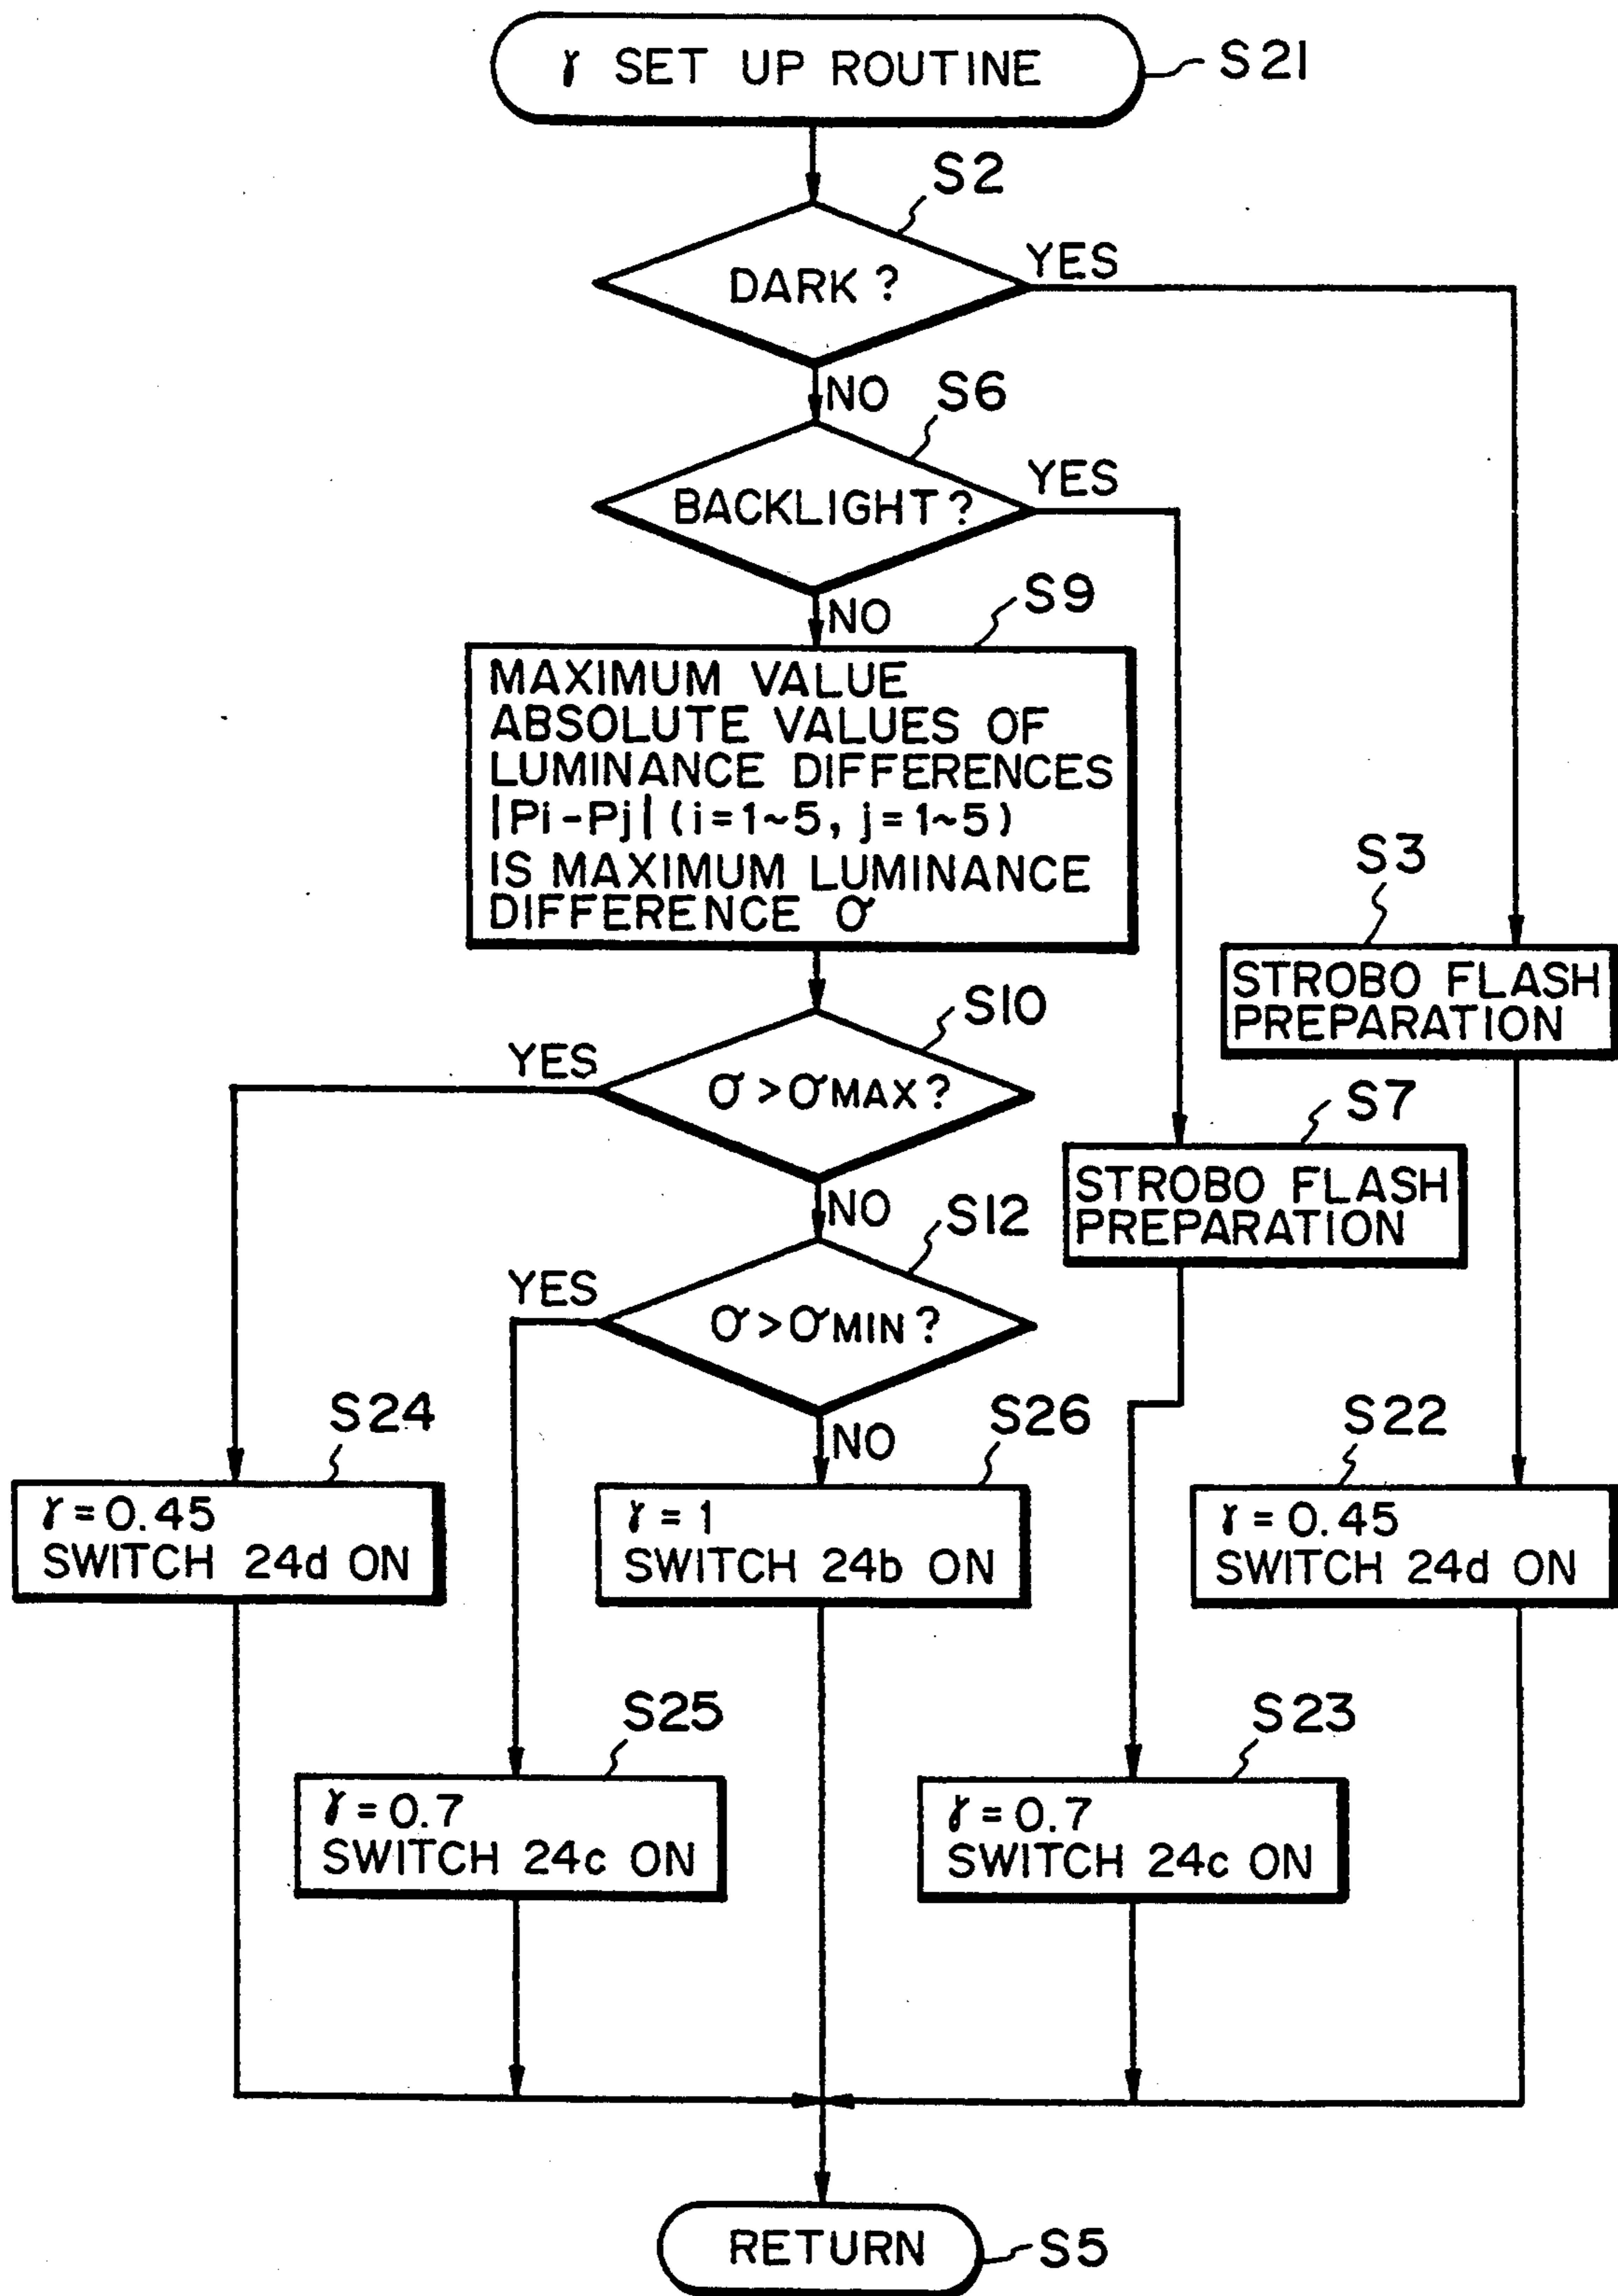 γ SET UP ROUTINE
S21
S2
DARK ?
YES
NO
S6
BACKLIGHT ?
YES
NO
S9
MAXIMUM VALUE
ABSOLUTE VALUES OF
LUMINANCE DIFFERENCES
|Pi-Pj| (i=1~5, j=1~5)
IS MAXIMUM LUMINANCE
DIFFERENCE σ
S3
STROBO FLASH
PREPARATION
S10
YES
σ > σMAX ?
NO
S7
STROBO FLASH
PREPARATION
S12
YES
σ > σMIN ?
NO
S24
γ = 0.45
SWITCH 24d ON
S26
γ = 1
SWITCH 24b ON
S22
γ = 0.45
SWITCH 24d ON
S25
γ = 0.7
SWITCH 24c ON
S23
γ = 0.7
SWITCH 24c ON
RETURN
S5